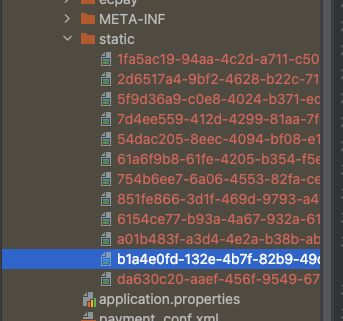 ecpay
META-INF
static
1fa5ac19-94aa-4c2d-a711-c50
2d6517a4-9bf2-4628-b22c-71
5f9d36a9-c0e8-4024-b371-ec
7d4ee559-412d-4299-81aa-7f
54dac205-8eec-4094-bf08-e1
61a6f9b8-61fe-4205-b354-f5e
754b6ee7-6a06-4553-82fa-ce
851fe866-3d1f-469d-9793-a4
6154ce77-b93a-4a67-932a-61
a01b483f-a3d4-4e2a-b38b-ab
b1a4e0fd-132e-4b7f-82b9-49c
da630c20-aaef-456f-9549-67
application.properties
payment_conf.xml